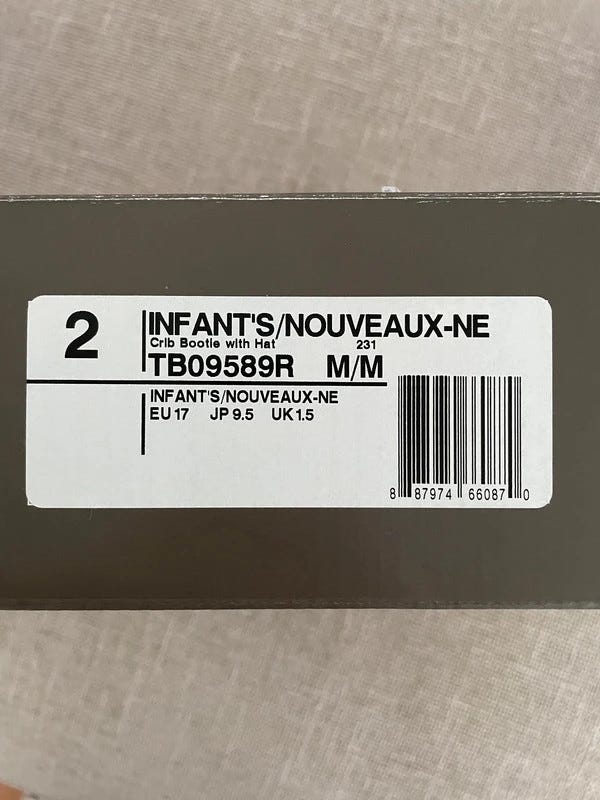 2
INFANT'S/NOUVEAUX-NE
Crib Bootie with Hat 231
TB09589R M/M
INFANT'S/NOUVEAUX-NE
EU 17 JP 9.5 UK 1.5
8 87974 66087 0